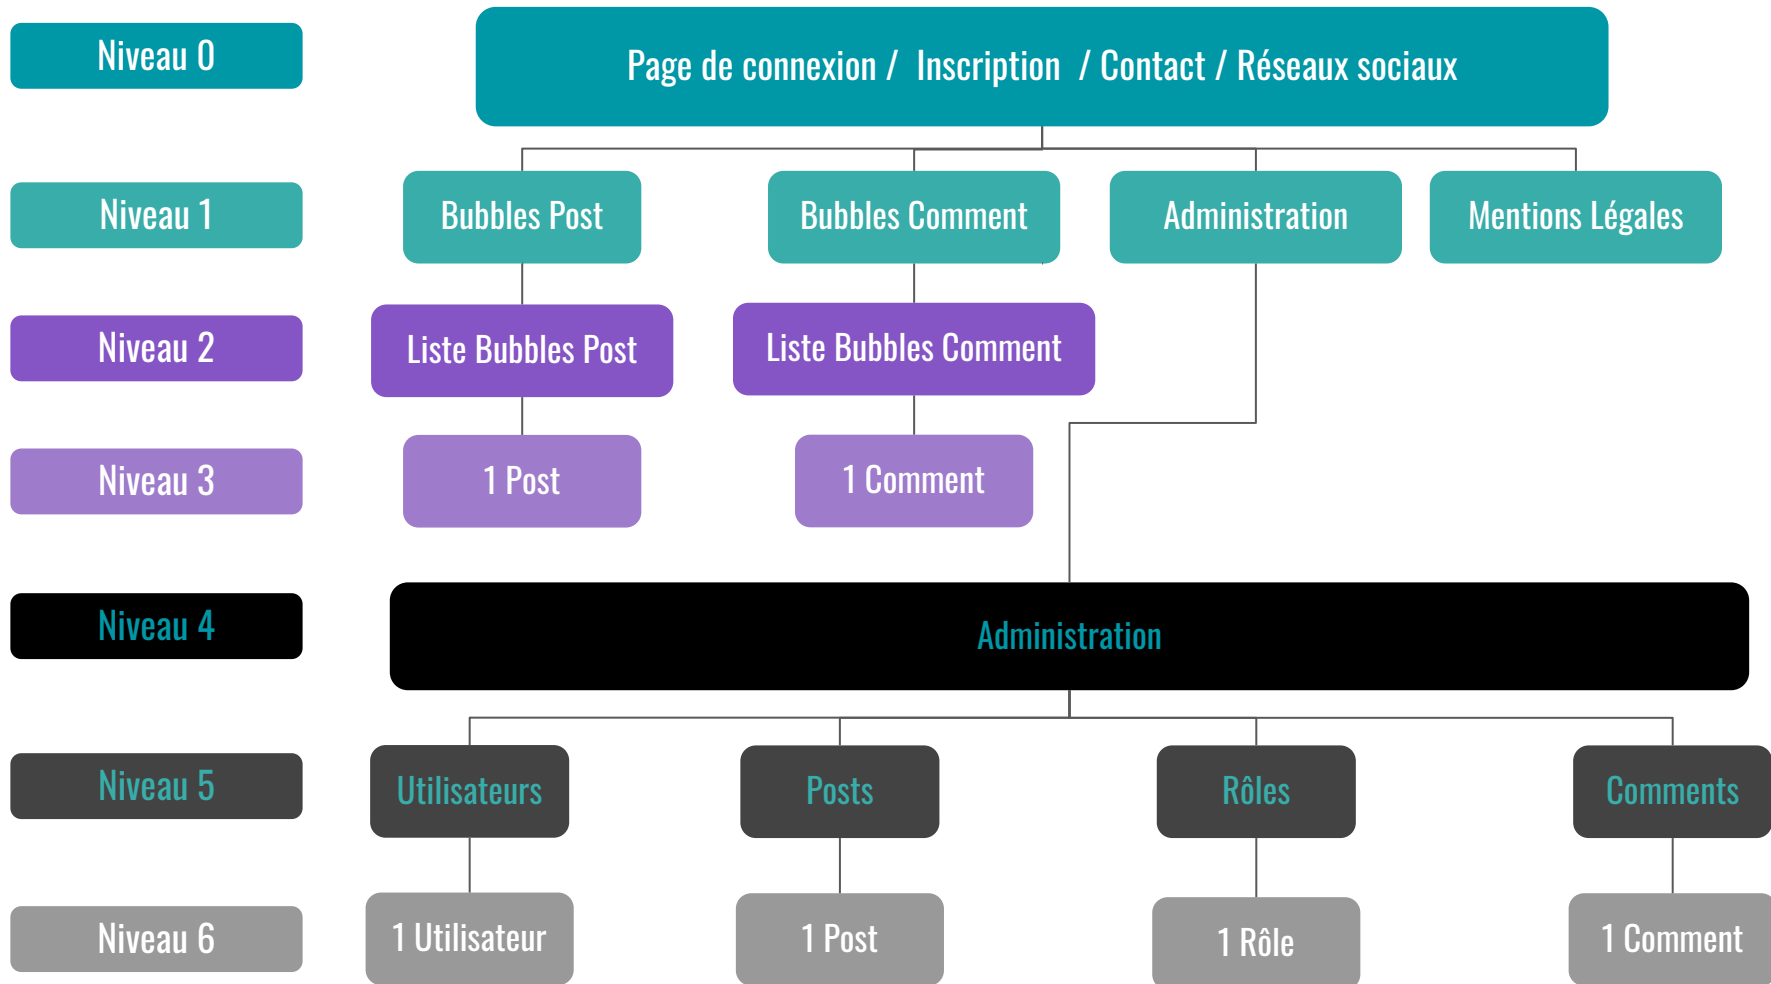 Niveau 0
Page de connexion / Inscription / Contact / Réseaux sociaux
Niveau 1
Bubbles Post
Bubbles Comment
Administration
Mentions Légales
Niveau 2
Liste Bubbles Post
Liste Bubbles Comment
Niveau 3
1 Post
1 Comment
Niveau 4
Administration
Niveau 5
Utilisateurs
Posts
Rôles
Comments
Niveau 6
1 Utilisateur
1 Post
1 Rôle
1 Comment